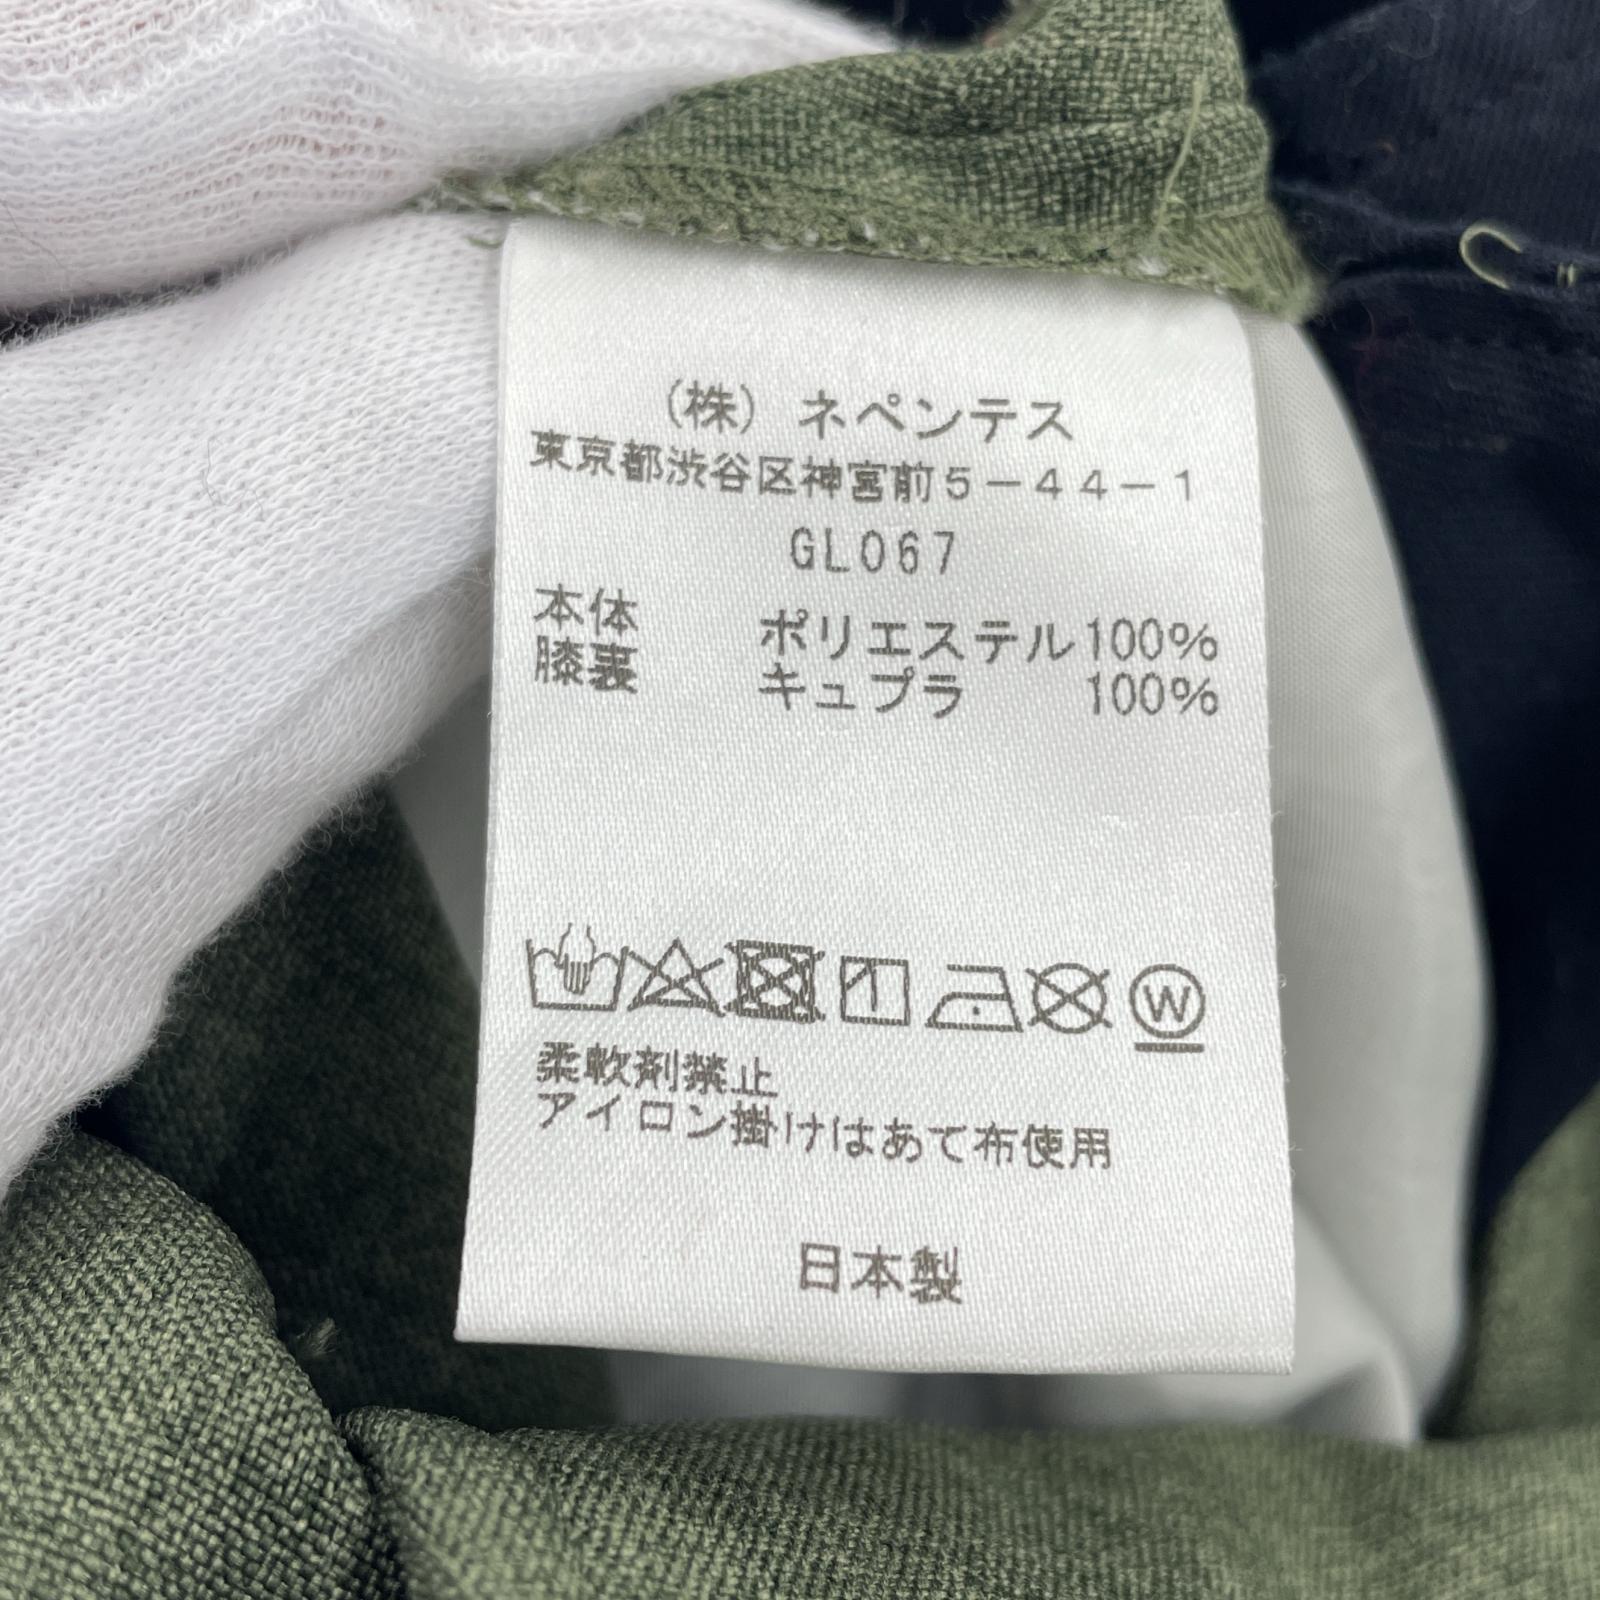 (株) ネペンテス
東京都渋谷区神宮前5-44-1
GL067
本体 ポリエステル100%
膝裏 キュプラ 100%
W
柔軟剤禁止
アイロン掛けはあて布使用
日本製